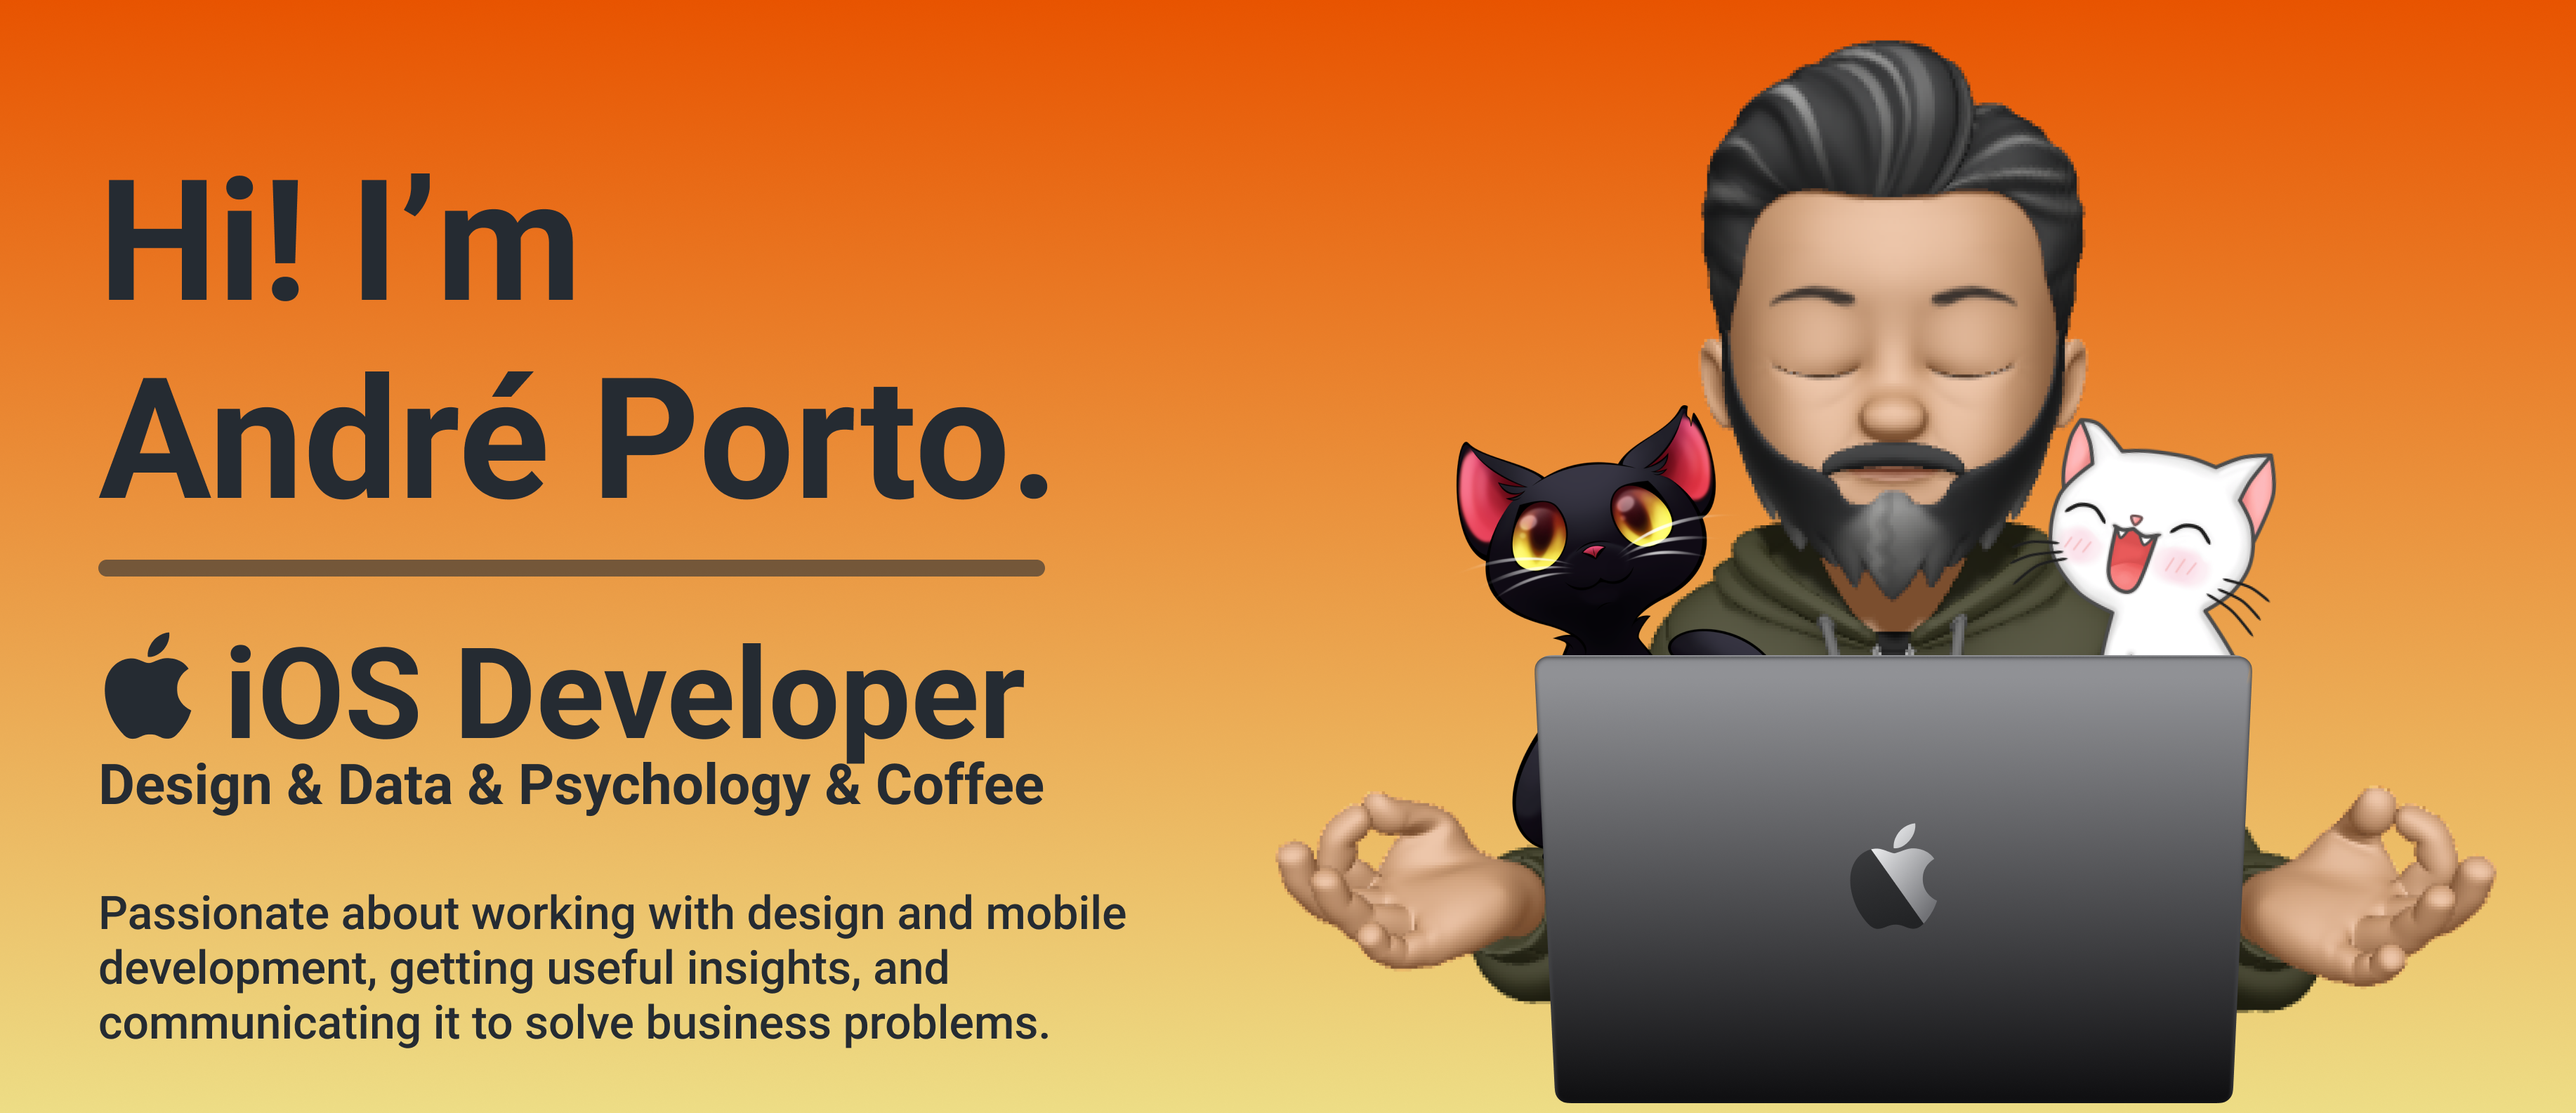 Hi! I’m
André Porto.
iOS Developer
Design & Data & Psychology & Coffee
Passionate about working with design and mobile
development, getting useful insights, and
communicating it to solve business problems.